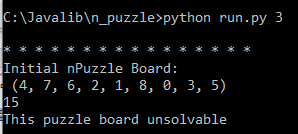 C:\Javalib\n_puzzle>python run.py 3
* * * * * * * * * * * * * * * *
Initial nPuzzle Board:
(4, 7, 6, 2, 1, 8, 0, 3, 5)
15
This puzzle board unsolvable